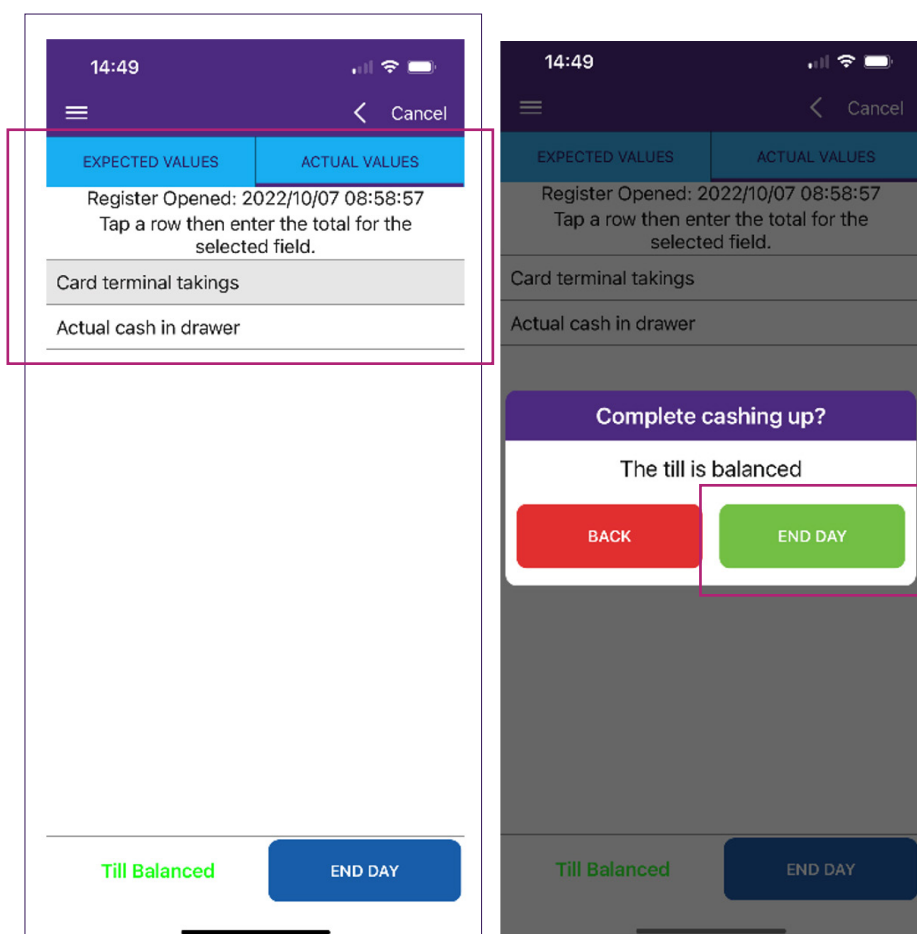 14:49
Cancel
EXPECTED VALUES ACTUAL VALUES
Register Opened: 2022/10/07 08:58:57
Tap a row then enter the total for the
selected field.
Card terminal takings
Actual cash in drawer
Till Balanced END DAY
14:49
Cancel
EXPECTED VALUES ACTUAL VALUES
Register Opened: 2022/10/07 08:58:57
Tap a row then enter the total for the
selected field.
Card terminal takings
Actual cash in drawer
Complete cashing up?
The till is balanced
BACK END DAY
Till Balanced END DAY